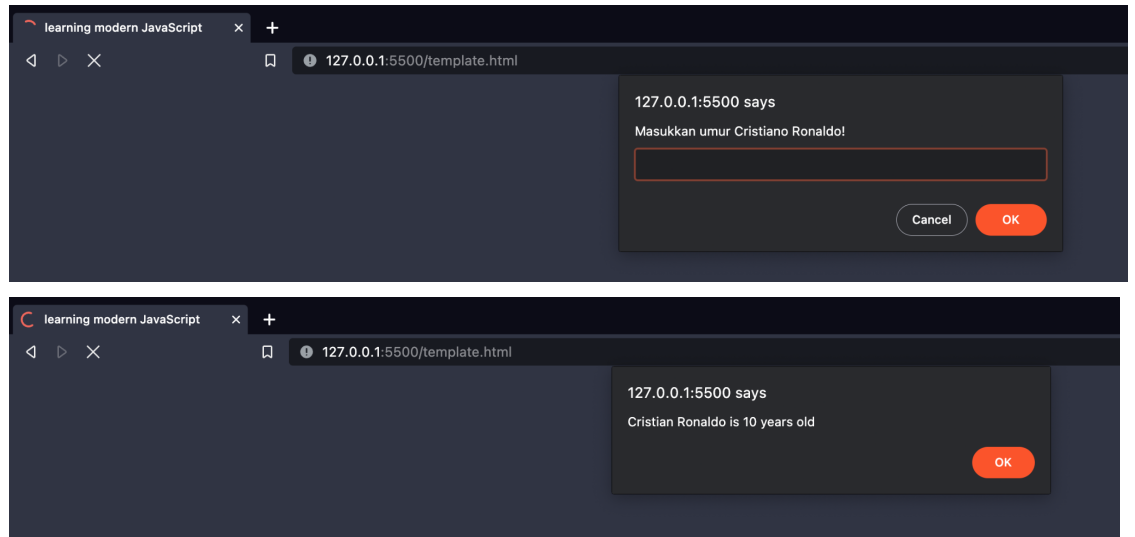 learning modern JavaScript
127.0.0.1:5500/template.html
127.0.0.1:5500 says
Masukkan umur Cristiano Ronaldo!
Cancel OK
learning modern JavaScript
127.0.0.1:5500/template.html
127.0.0.1:5500 says
Cristian Ronaldo is 10 years old
OK